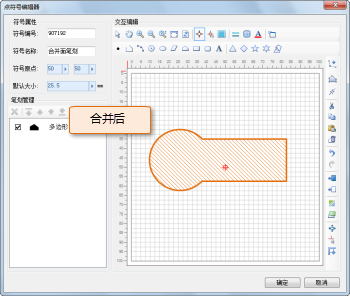 点符号编辑器
符号属性
符号编号: 907192
符号名称: 合并面笔划
符号原点: 50 50
默认大小: 25.5
笔划管理
多边形
交互编辑
合并后
确定
取消